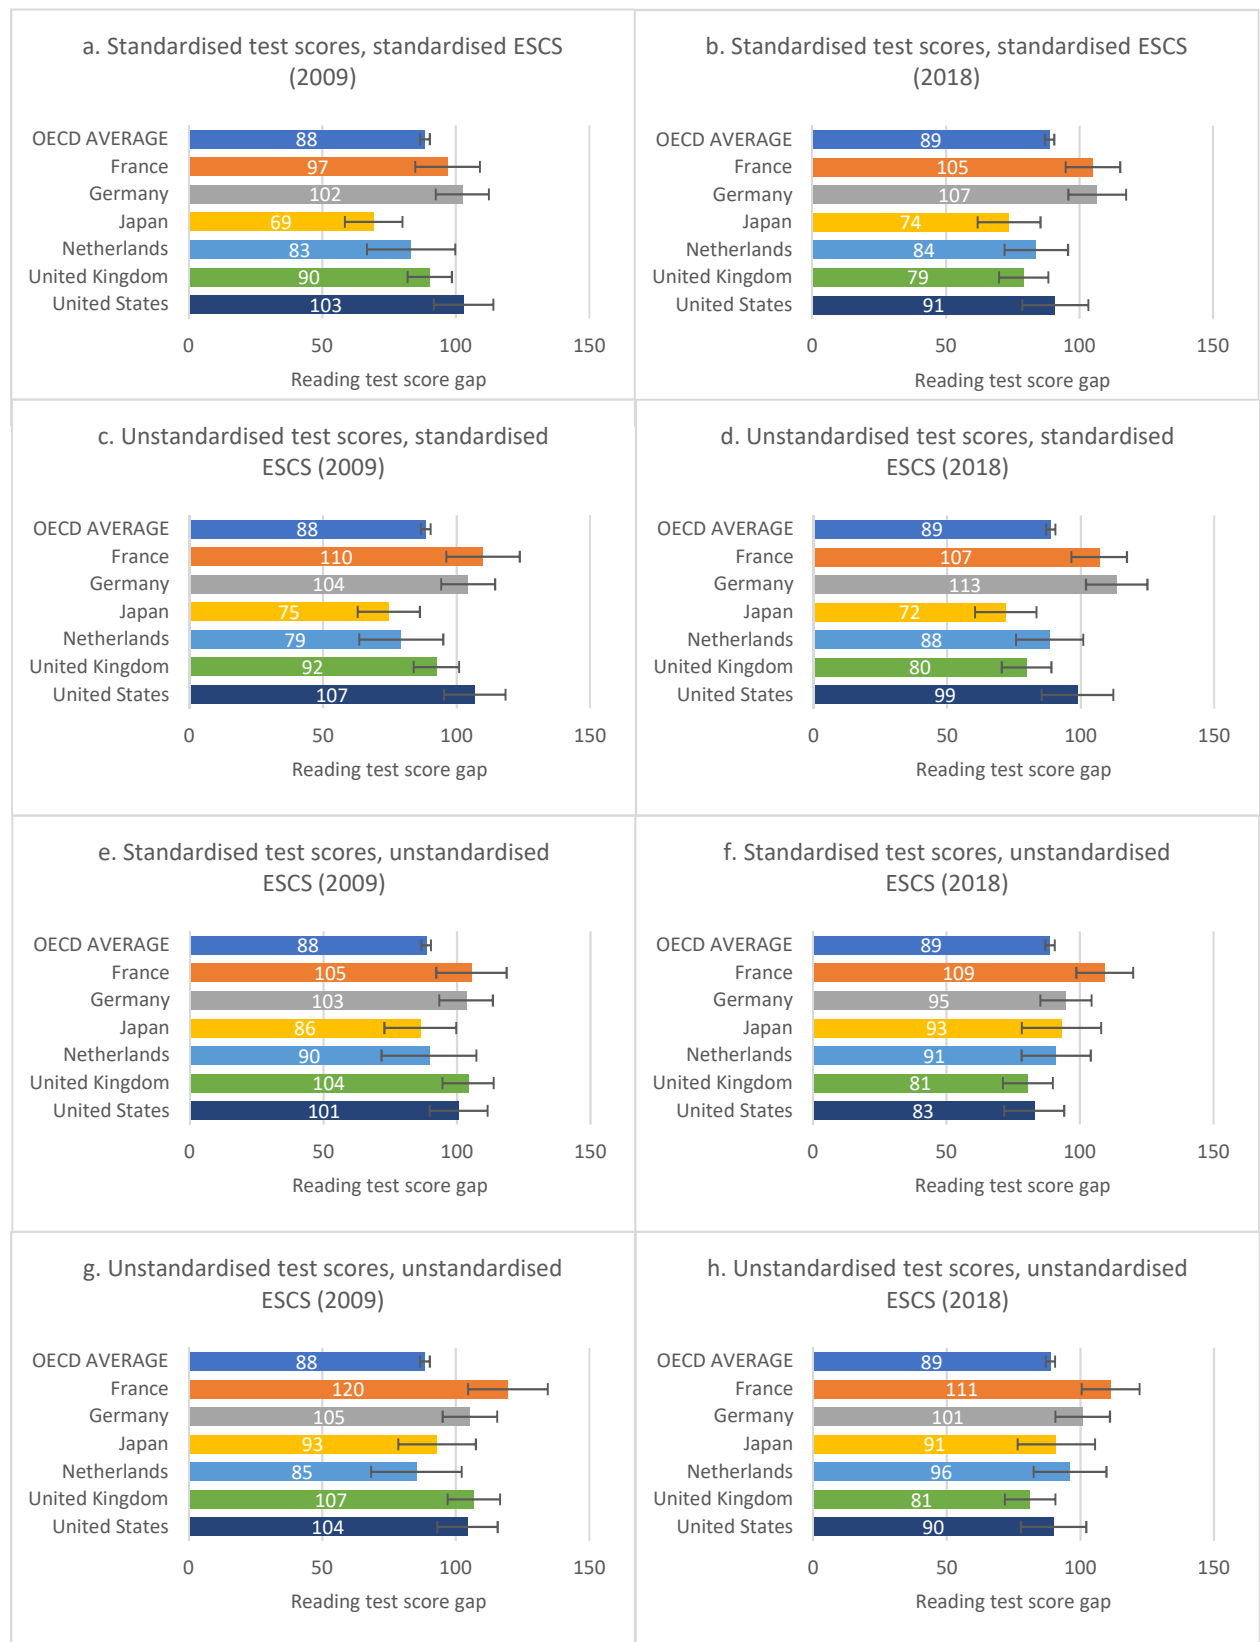 a. Standardised test scores, standardised ESCS
(2009)
OECD AVERAGE 88
France 97
Germany 102
Japan 69
Netherlands 83
United Kingdom 90
United States 103
0 50 100 150
Reading test score gap
b. Standardised test scores, standardised ESCS
(2018)
OECD AVERAGE 89
France 105
Germany 107
Japan 74
Netherlands 84
United Kingdom 79
United States 91
0 50 100 150
Reading test score gap
c. Unstandardised test scores, standardised
ESCS (2009)
OECD AVERAGE 88
France 110
Germany 104
Japan 75
Netherlands 79
United Kingdom 92
United States 107
0 50 100 150
Reading test score gap
d. Unstandardised test scores, standardised
ESCS (2018)
OECD AVERAGE 89
France 107
Germany 113
Japan 72
Netherlands 88
United Kingdom 80
United States 99
0 50 100 150
Reading test score gap
e. Standardised test scores, unstandardised
ESCS (2009)
OECD AVERAGE 88
France 105
Germany 103
Japan 86
Netherlands 90
United Kingdom 104
United States 101
0 50 100 150
Reading test score gap
f. Standardised test scores, unstandardised
ESCS (2018)
OECD AVERAGE 89
France 109
Germany 95
Japan 93
Netherlands 91
United Kingdom 81
United States 83
0 50 100 150
Reading test score gap
g. Unstandardised test scores, unstandardised
ESCS (2009)
OECD AVERAGE 88
France 120
Germany 105
Japan 93
Netherlands 85
United Kingdom 107
United States 104
0 50 100 150
Reading test score gap
h. Unstandardised test scores, unstandardised
ESCS (2018)
OECD AVERAGE 89
France 111
Germany 101
Japan 91
Netherlands 96
United Kingdom 81
United States 90
0 50 100 150
Reading test score gap